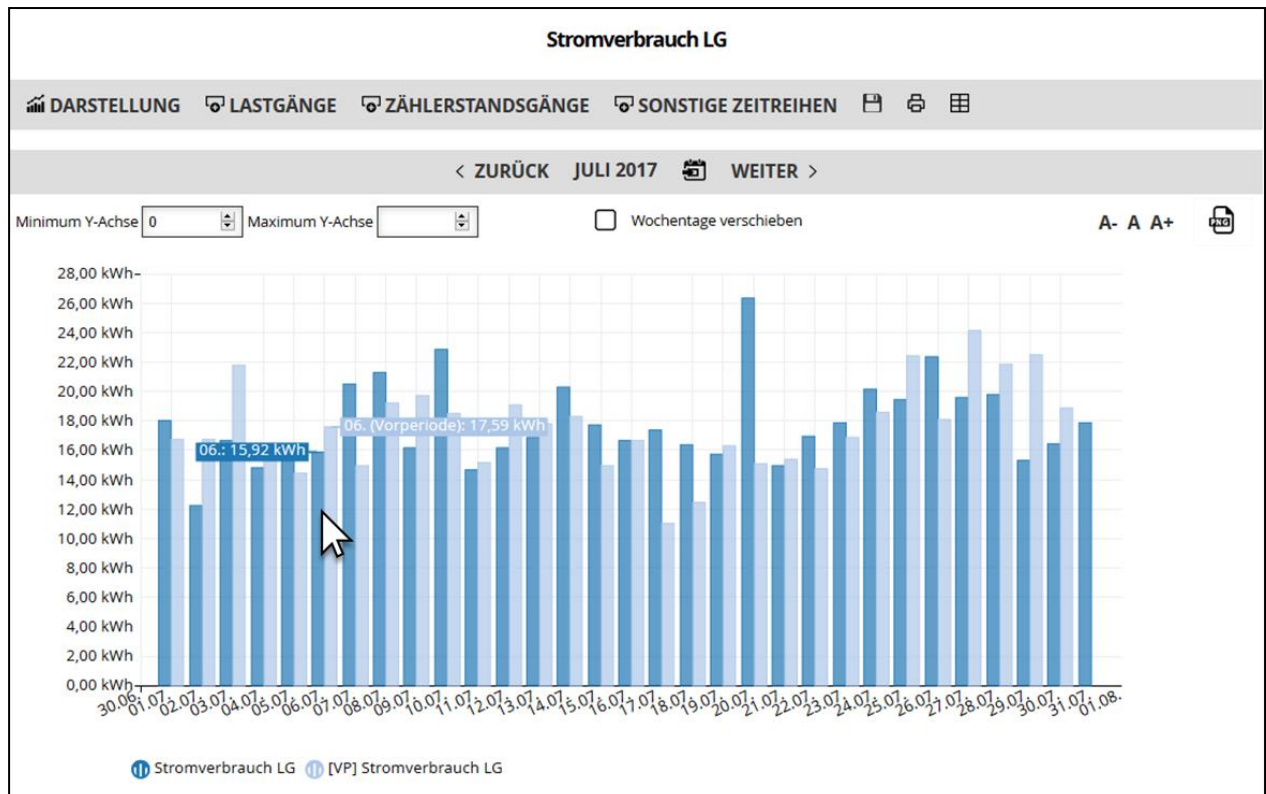 Stromverbrauch LG
DARSTELLUNG LASTGÄNGE ZÄHLERSTANDSGÄNGE SONSTIGE ZEITREIHEN
< ZURÜCK JULI 2017 WEITER >
Minimum Y-Achse 0 Maximum Y-Achse Wochentage verschieben A- A A+ PNG
28,00 kWh
26,00 kWh
24,00 kWh
22,00 kWh
20,00 kWh
18,00 kWh
06. (Vorperiode): 17,59 kWh
16,00 kWh
06.: 15,92 kWh
14,00 kWh
12,00 kWh
10,00 kWh
8,00 kWh
6,00 kWh
4,00 kWh
2,00 kWh
0,00 kWh
30.06. 01.07. 02.07. 03.07. 04.07. 05.07. 06.07. 07.07. 08.07. 09.07. 10.07. 11.07. 12.07. 13.07. 14.07. 15.07. 16.07. 17.07. 18.07. 19.07. 20.07. 21.07. 22.07. 23.07. 24.07. 25.07. 26.07. 27.07. 28.07. 29.07. 30.07. 31.07. 01.08.
Stromverbrauch LG [VP] Stromverbrauch LG